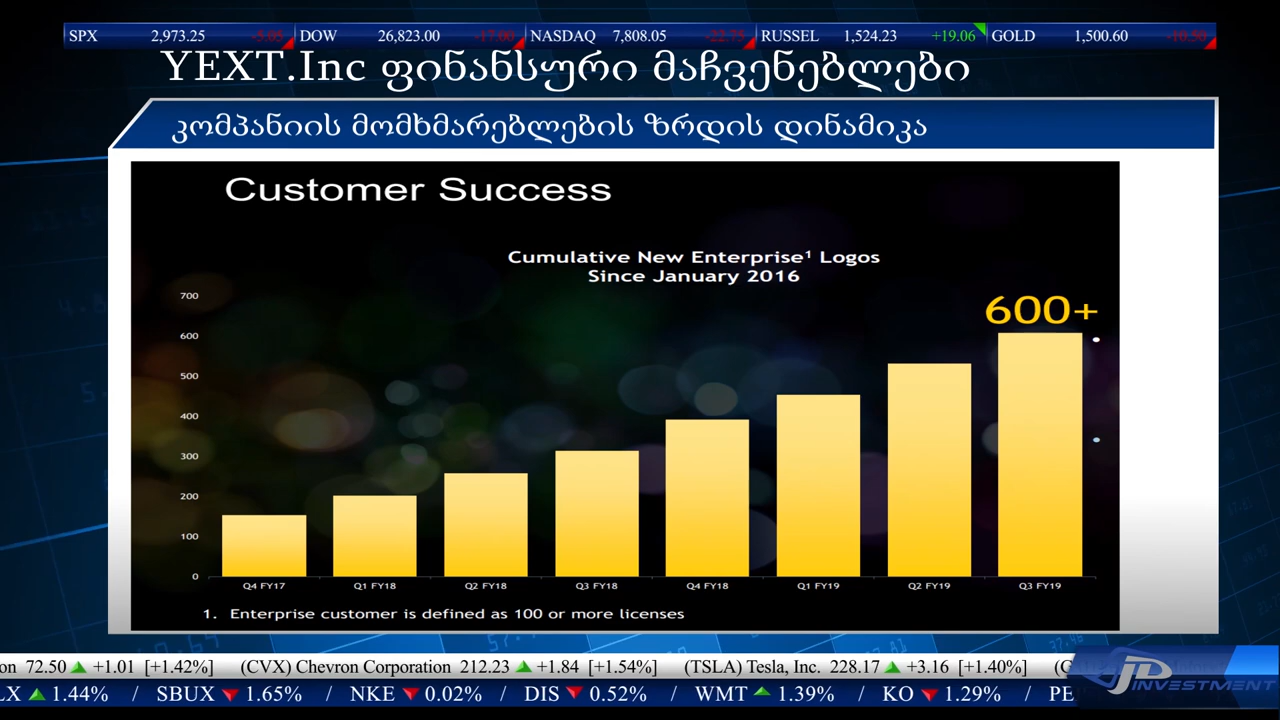 SPX 2,973.25 -5.05 DOW 26,823.00 -17.00 NASDAQ 7,808.05 -22.75 RUSSEL 1,524.23 +19.06 GOLD 1,500.60 -10.50
YEXT.Inc ფინანსური მაჩვენებლები
კომპანიის მომხმარებლების ზრდის დინამიკა
Customer Success
Cumulative New Enterprise¹ Logos
Since January 2016
600+
700
600
500
400
300
200
100
0
Q4 FY17 Q1 FY18 Q2 FY18 Q3 FY18 Q4 FY18 Q1 FY19 Q2 FY19 Q3 FY19
1. Enterprise customer is defined as 100 or more licenses
on 72.50 +1.01 [+1.42%] (CVX) Chevron Corporation 212.23 +1.84 [+1.54%] (TSLA) Tesla, Inc. 228.17 +3.16 [+1.40%]
LX 1.44% / SBUX 1.65% / NKE 0.02% / DIS 0.52% / WMT 1.39% / KO 1.29% / PE
JD INVESTMENT